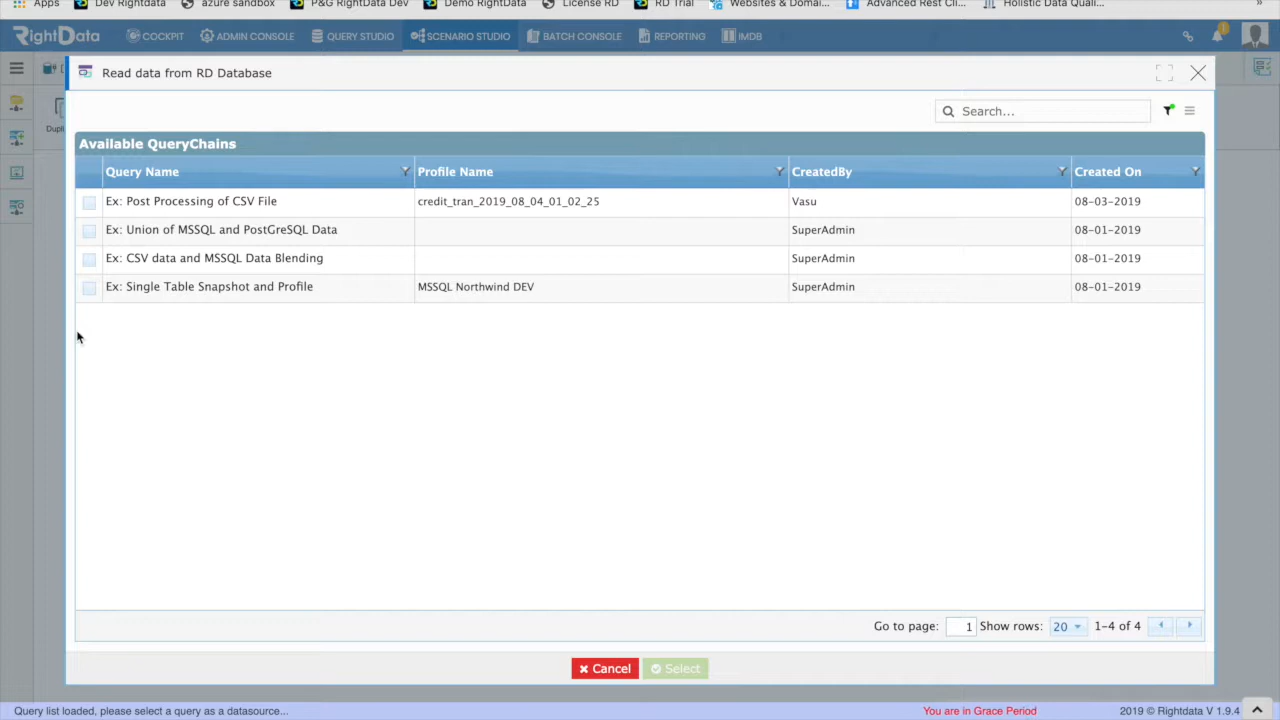 Apps Dev Rightdata azure sandbox P&G RightData Dev Demo RightData License RD RD Trial Websites & Domai... Advanced Rest Cli... Holistic Data Quali... »
RightData COCKPIT ADMIN CONSOLE QUERY STUDIO SCENARIO STUDIO BATCH CONSOLE REPORTING IMDB
Read data from RD Database
Dupli
Search...
Available QueryChains
Query Name Profile Name CreatedBy Created On
Ex: Post Processing of CSV File credit_tran_2019_08_04_01_02_25 Vasu 08-03-2019
Ex: Union of MSSQL and PostGreSQL Data SuperAdmin 08-01-2019
Ex: CSV data and MSSQL Data Blending SuperAdmin 08-01-2019
Ex: Single Table Snapshot and Profile MSSQL Northwind DEV SuperAdmin 08-01-2019
Go to page: 1 Show rows: 20 1-4 of 4
Cancel Select
Query list loaded, please select a query as a datasource... You are in Grace Period 2019 © Rightdata V 1.9.4